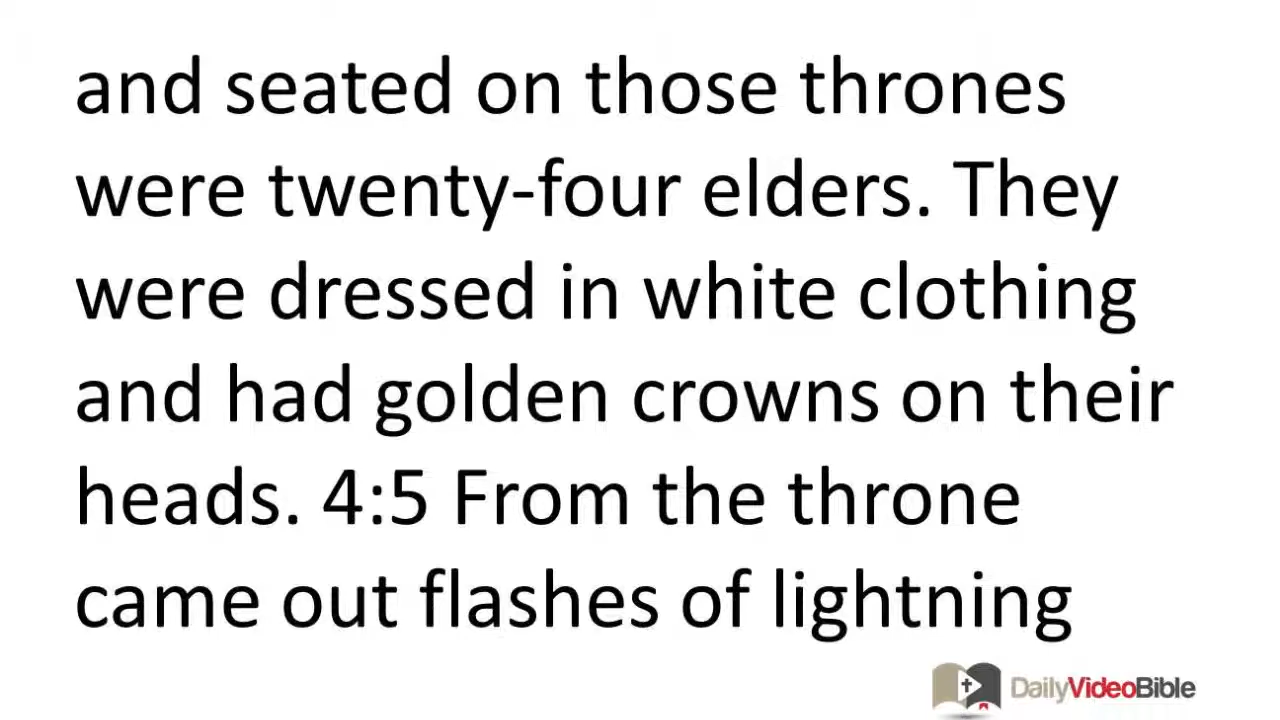 and seated on those thrones
were twenty-four elders. They
were dressed in white clothing
and had golden crowns on their
heads. 4:5 From the throne
came out flashes of lightning
DailyVideoBible